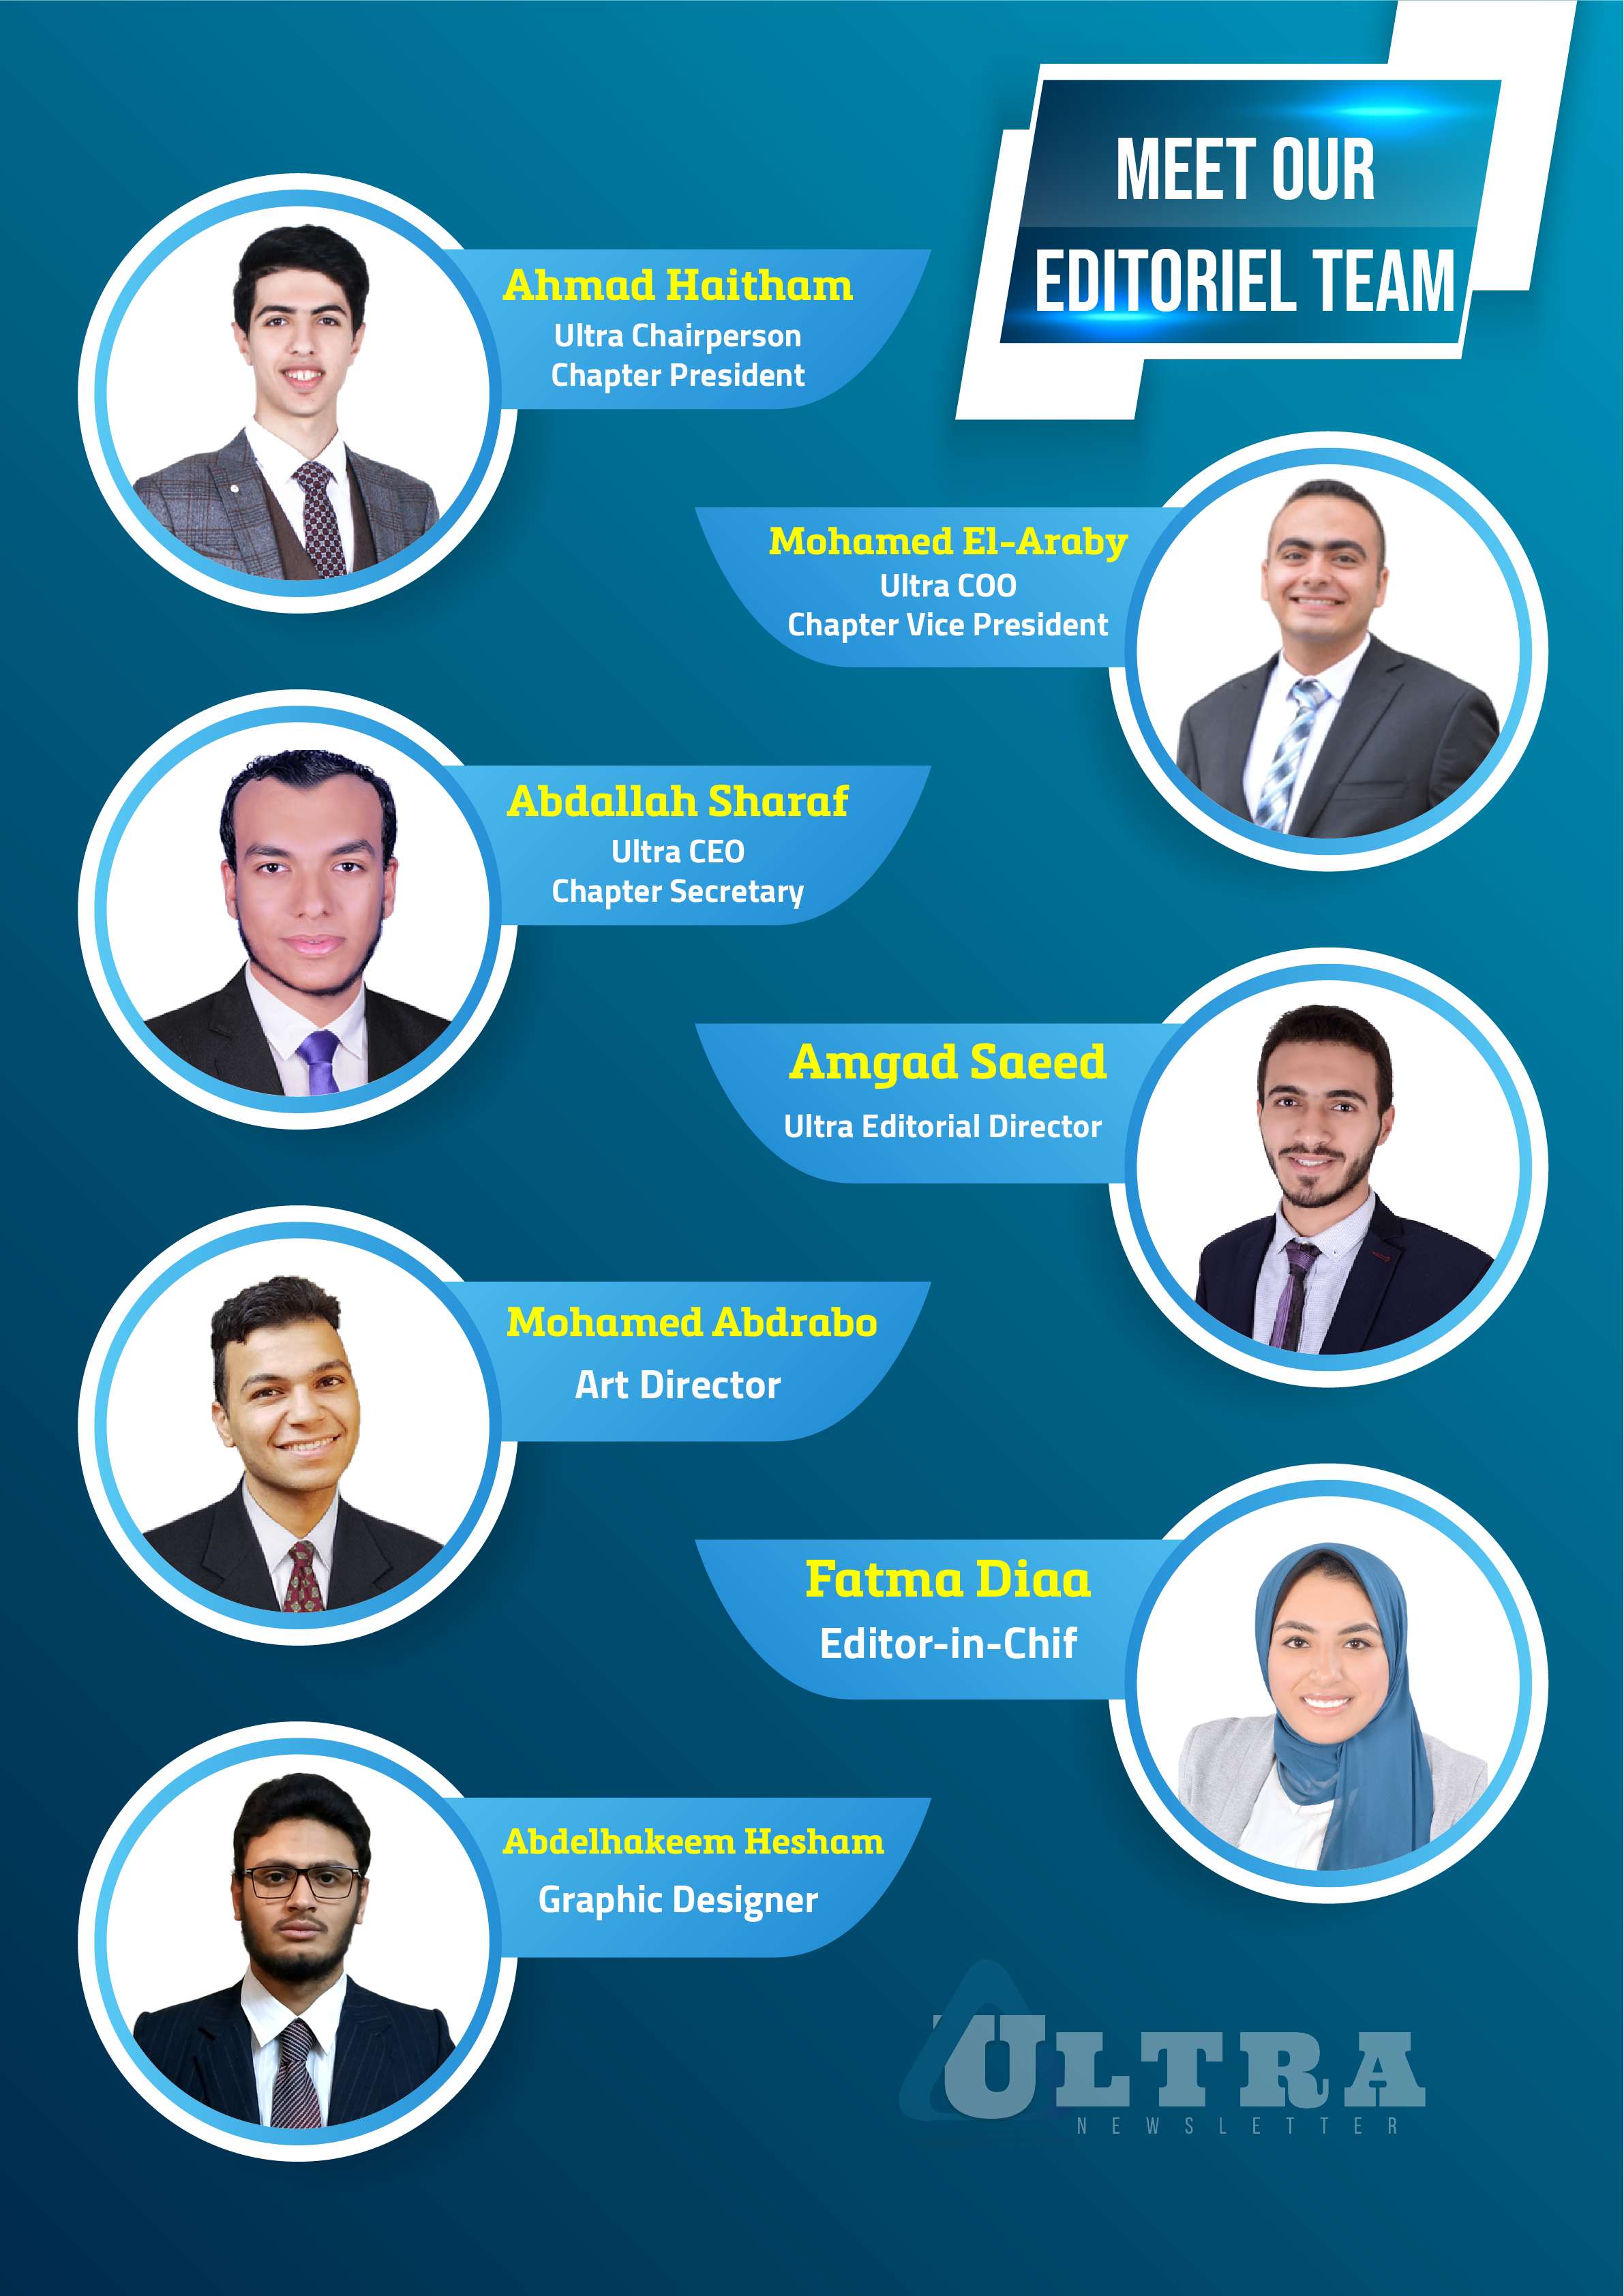 MEET OUR
EDITORIEL TEAM
Ahmad Haitham
Ultra Chairperson
Chapter President
Mohamed El-Araby
Ultra COO
Chapter Vice President
Abdallah Sharaf
Ultra CEO
Chapter Secretary
Amgad Saeed
Ultra Editorial Director
Mohamed Abdrabo
Art Director
Fatma Diaa
Editor-in-Chif
Abdelhakeem Hesham
Graphic Designer
ULTRA
NEWSLETTER